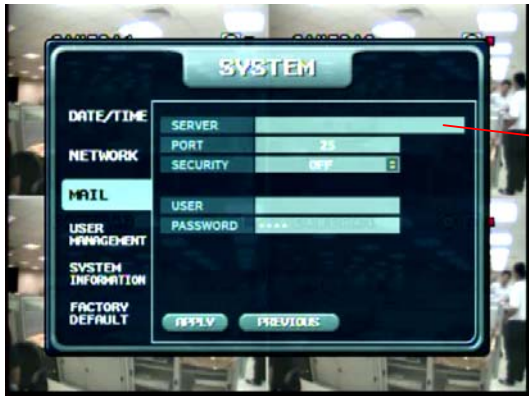 SYSTEM
DATE/TIME
NETWORK
MAIL
USER
MANAGEMENT
SYSTEM
INFORMATION
FACTORY
DEFAULT
SERVER
PORT 25
SECURITY OFF
USER
PASSWORD ****
APPLY PREVIOUS